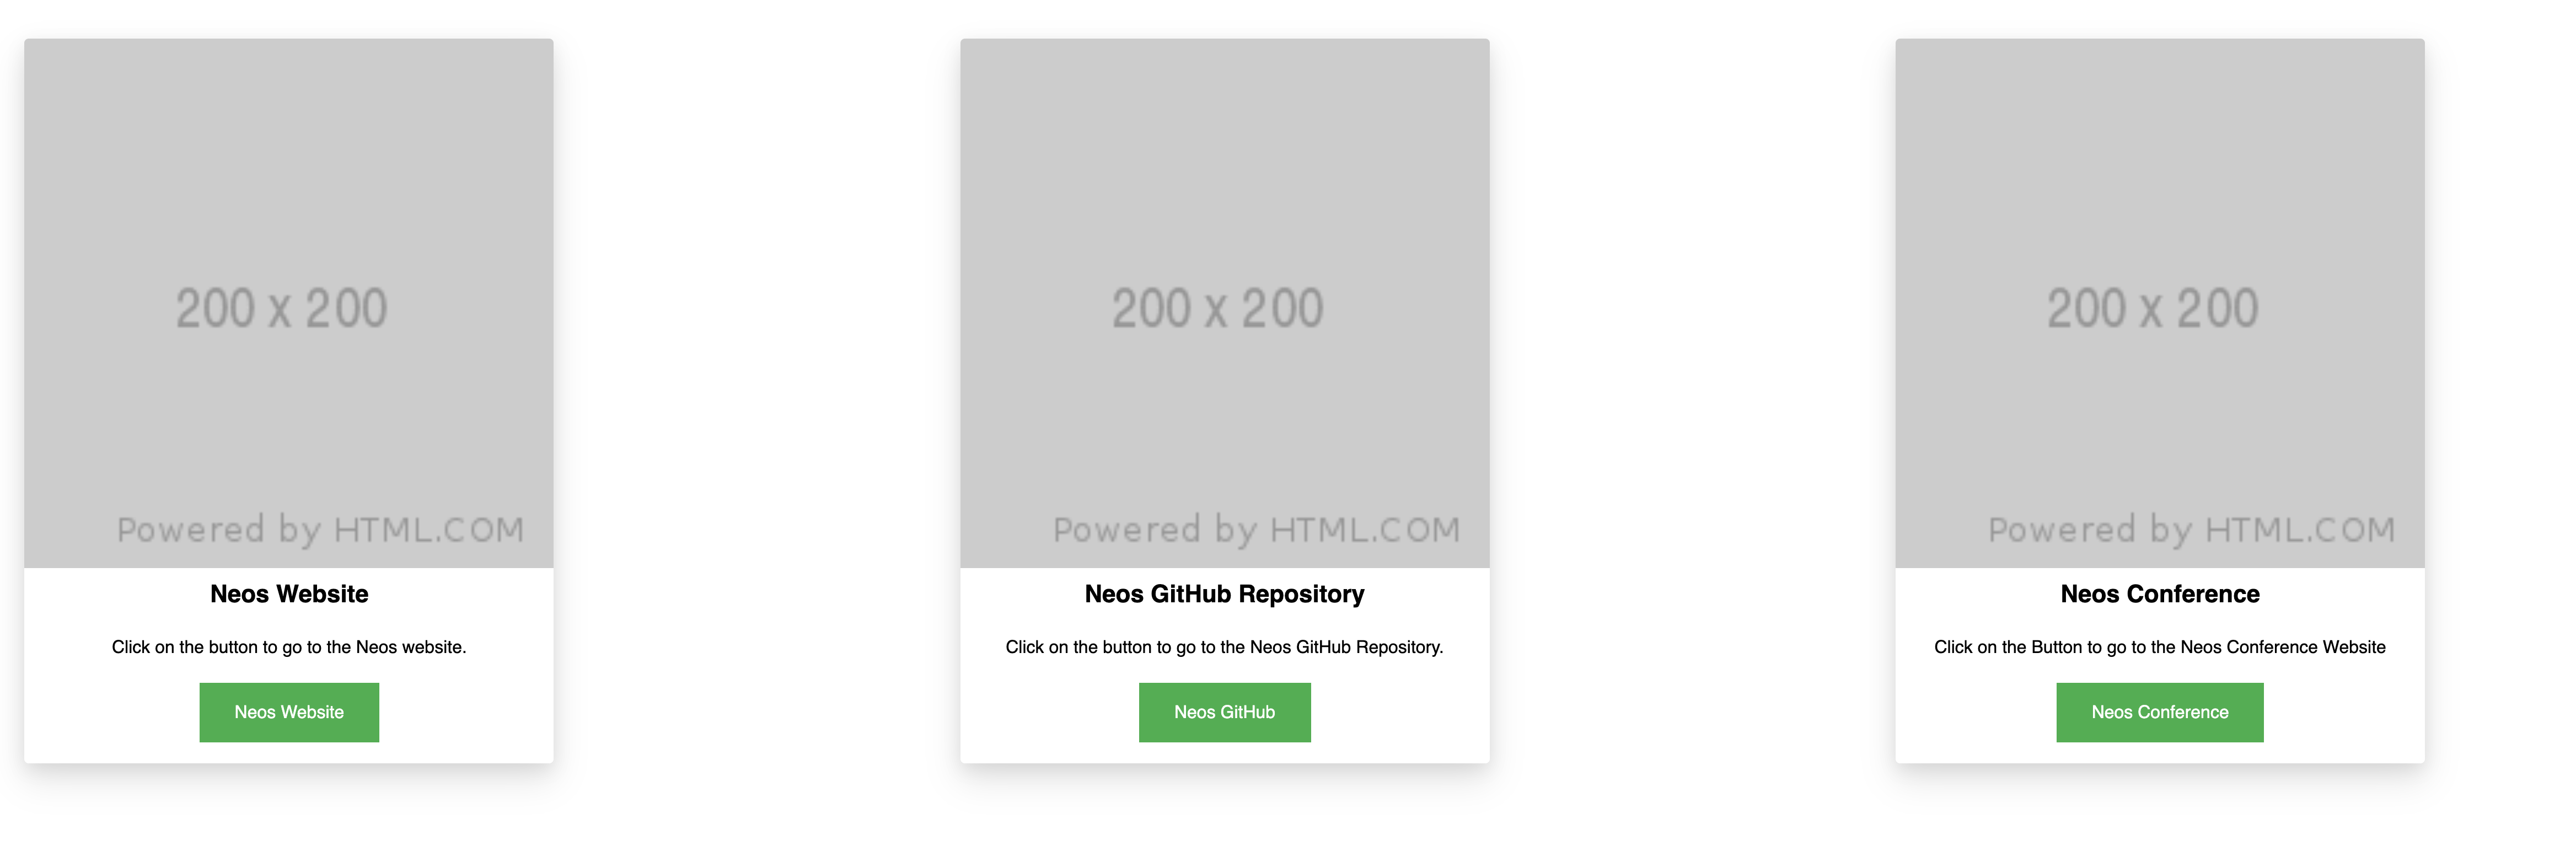 200 x 200
Powered by HTML.COM
Neos Website
Click on the button to go to the Neos website.
Neos Website
200 x 200
Powered by HTML.COM
Neos GitHub Repository
Click on the button to go to the Neos GitHub Repository.
Neos GitHub
200 x 200
Powered by HTML.COM
Neos Conference
Click on the Button to go to the Neos Conference Website
Neos Conference